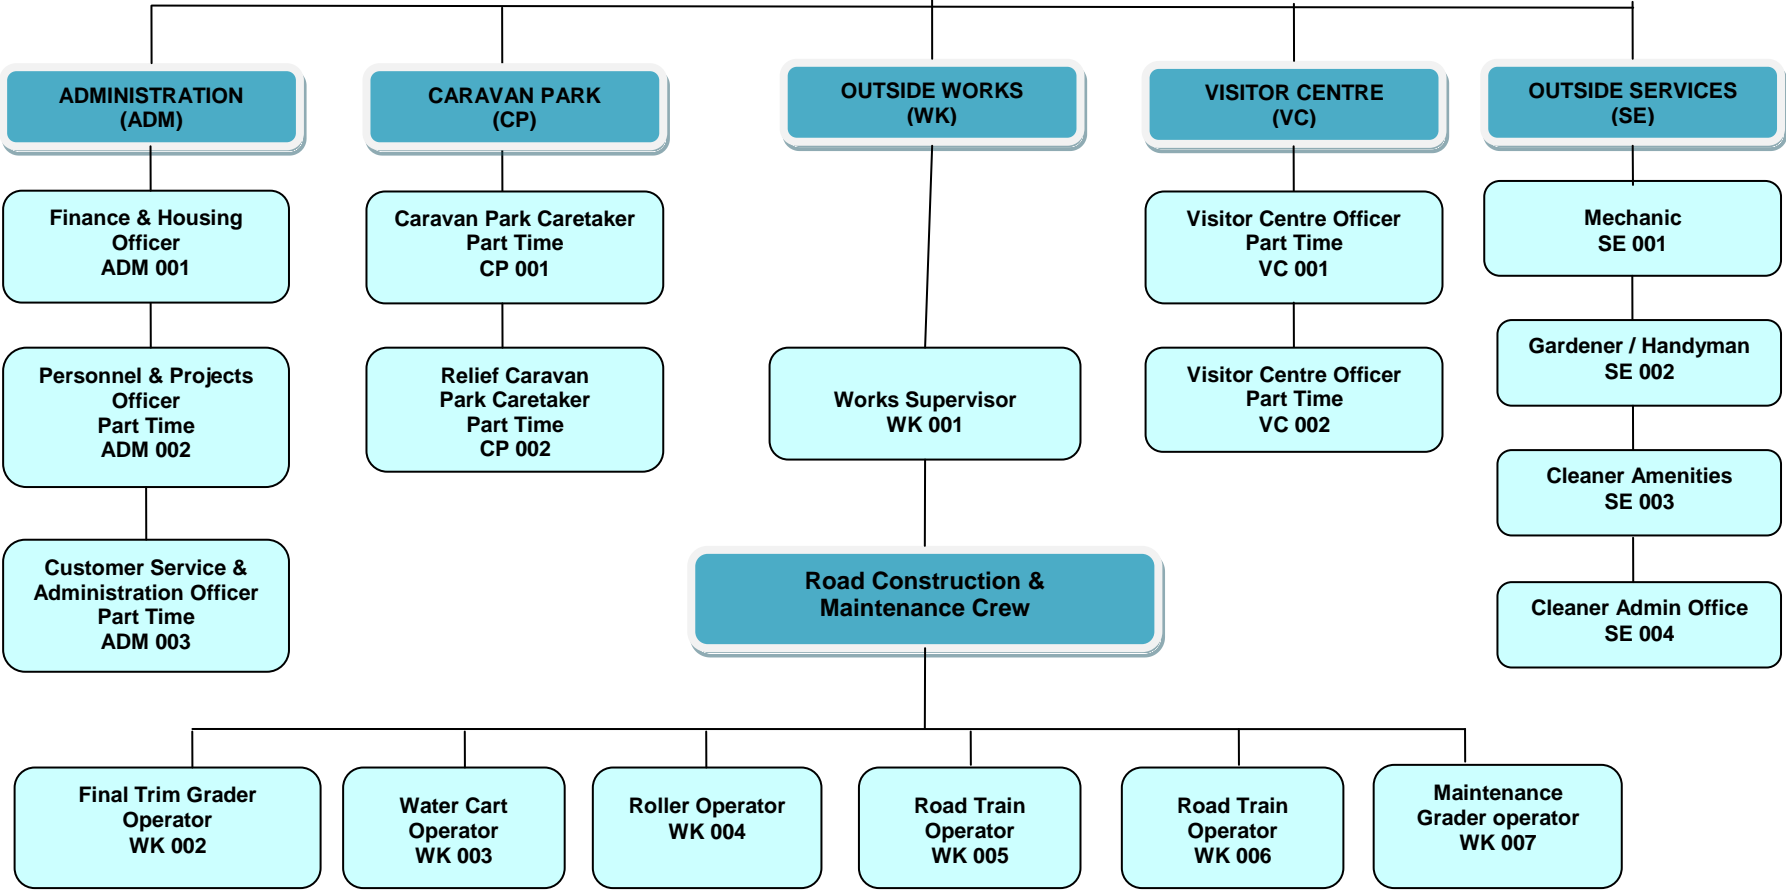 ADMINISTRATION
(ADM)
CARAVAN PARK
(CP)
OUTSIDE WORKS
(WK)
VISITOR CENTRE
(VC)
OUTSIDE SERVICES
(SE)
Finance & Housing
Officer
ADM 001
Personnel & Projects
Officer
Part Time
ADM 002
Customer Service &
Administration Officer
Part Time
ADM 003
Caravan Park Caretaker
Part Time
CP 001
Relief Caravan
Park Caretaker
Part Time
CP 002
Works Supervisor
WK 001
Visitor Centre Officer
Part Time
VC 001
Visitor Centre Officer
Part Time
VC 002
Mechanic
SE 001
Gardener / Handyman
SE 002
Cleaner Amenities
SE 003
Cleaner Admin Office
SE 004
Road Construction &
Maintenance Crew
Final Trim Grader
Operator
WK 002
Water Cart
Operator
WK 003
Roller Operator
WK 004
Road Train
Operator
WK 005
Road Train
Operator
WK 006
Maintenance
Grader operator
WK 007